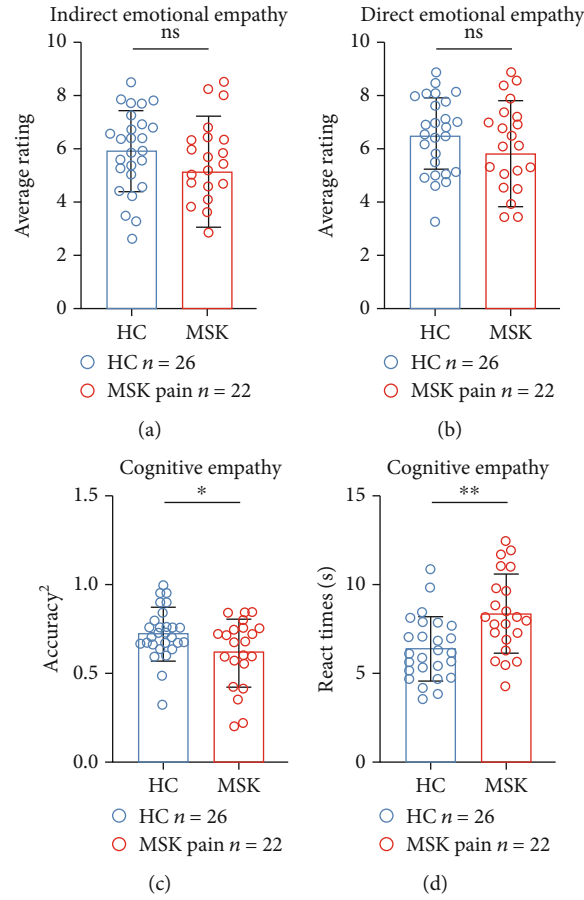 Indirect emotional empathy
ns
Average rating
10
8
6
4
2
0
HC MSK
HC n = 26
MSK pain n = 22
(a)
Direct emotional empathy
ns
Average rating
10
8
6
4
2
0
HC MSK
HC n = 26
MSK pain n = 22
(b)
Cognitive empathy
*
Accuracy²
1.5
1.0
0.5
0.0
HC MSK
HC n = 26
MSK pain n = 22
(c)
Cognitive empathy
**
React times (s)
15
10
5
0
HC MSK
HC n = 26
MSK pain n = 22
(d)